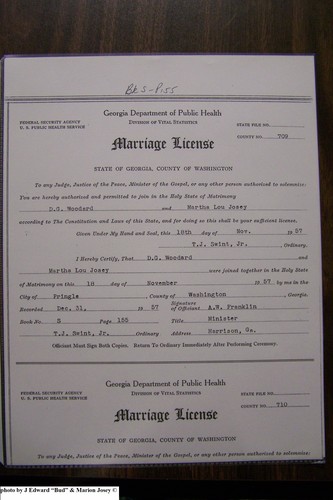 Bk S - P155
Georgia Department of Public Health
FEDERAL SECURITY AGENCY
U. S. PUBLIC HEALTH SERVICE
DIVISION OF VITAL STATISTICS
STATE FILE NO.
COUNTY NO. 709
Marriage License
STATE OF GEORGIA, COUNTY OF WASHINGTON
To any Judge, Justice of the Peace, Minister of the Gospel, or any other person authorized to solemnize.
You are hereby authorized and permitted to join in the Holy State of Matrimony
D.G. Woodard and Martha Lou Josey
according to the Constitution and Laws of this State, and for doing so this shall be your sufficient license.
Given Under My Hand and Seal, this 18th day of Nov. 19 57
T.J. Swint, Jr., Ordinary.
I Hereby Certify, That D.G. Woodard and
Martha Lou Josey were joined together in the Holy State
of Matrimony on this 18 day of November 19 57 by me in the
City of Pringle, County of Washington, Georgia.
Recorded Dec. 31, 19 57 Signature of Officiant A.W. Franklin
Book No. S Page 155 Title Minister
T.J. Swint, Jr. Ordinary Address Harrison, Ga.
Officiant Must Sign Both Copies. Return To Ordinary Immediately After Performing Ceremony.
Georgia Department of Public Health
FEDERAL SECURITY AGENCY
U. S. PUBLIC HEALTH SERVICE
DIVISION OF VITAL STATISTICS
STATE FILE NO.
COUNTY NO. 710
Marriage License
STATE OF GEORGIA, COUNTY OF WASHINGTON
To any Judge, Justice of the Peace, Minister of the Gospel, or any other person authorized to solemnize.
photo by J Edward "Bud" & Marion Josey ©